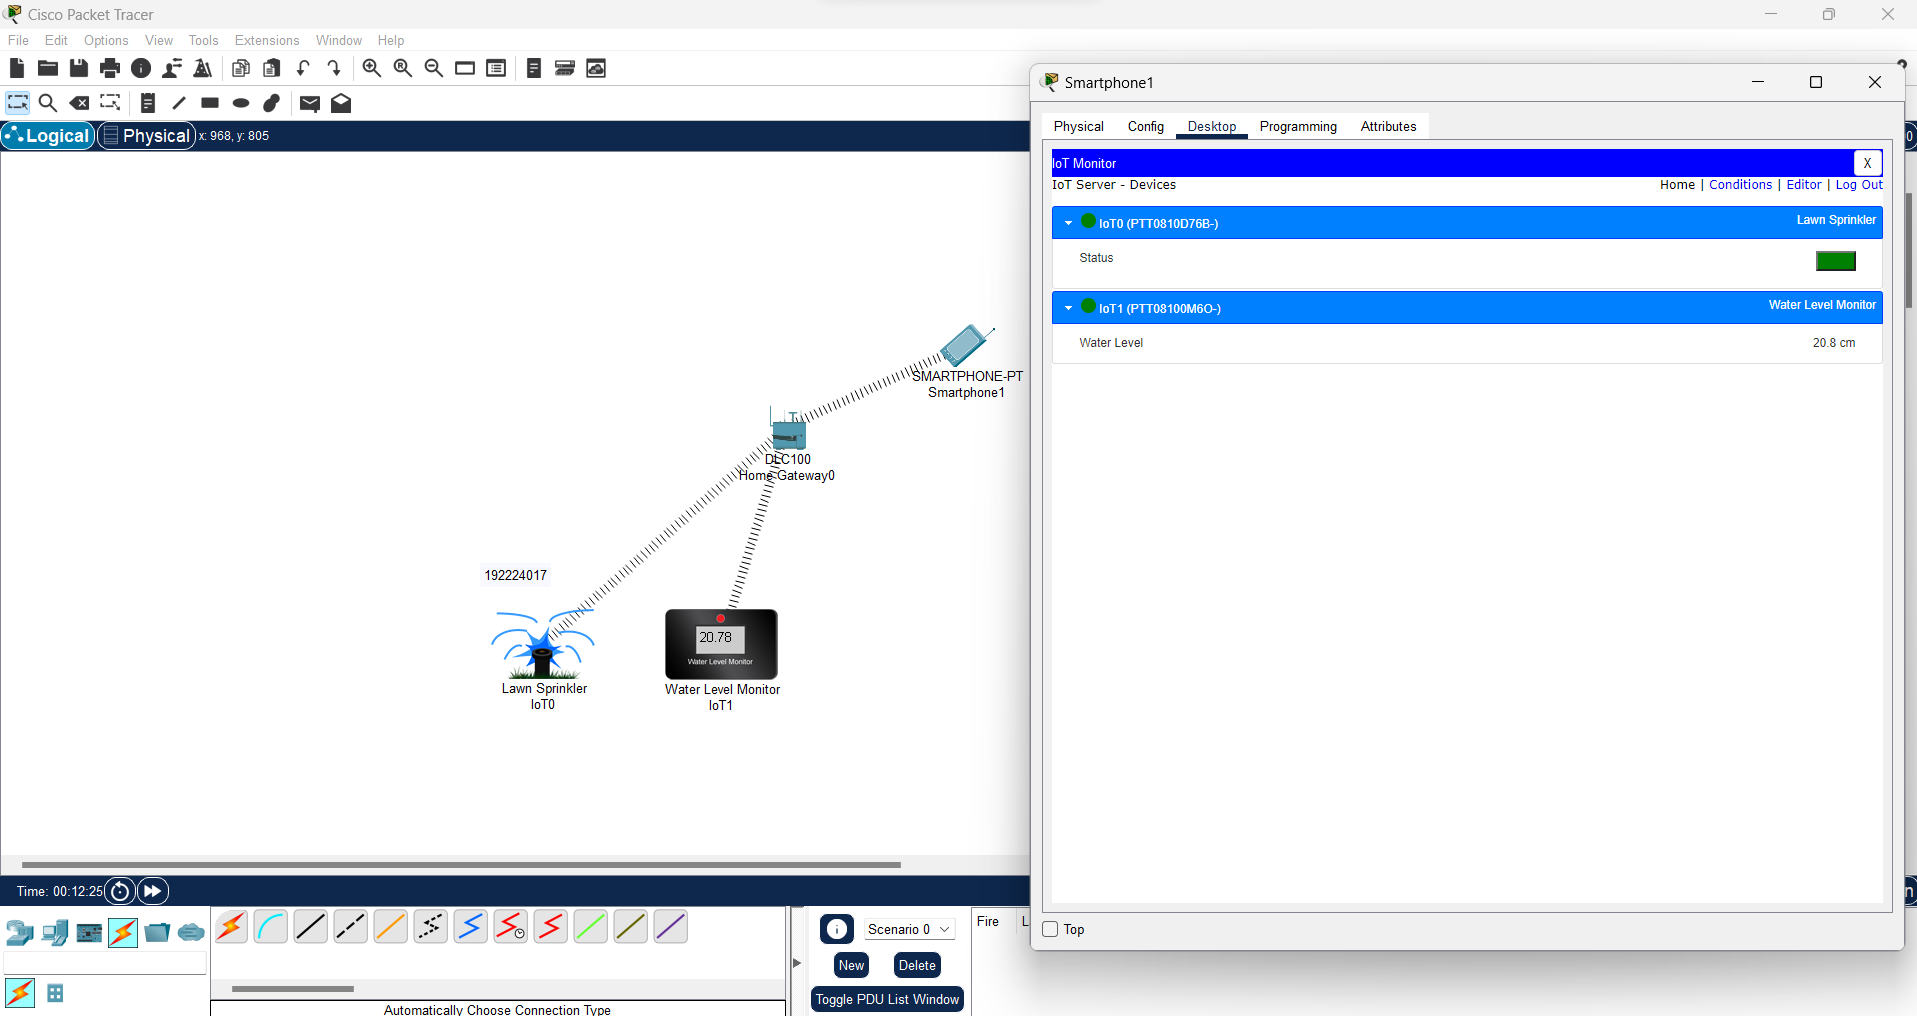 Cisco Packet Tracer
File Edit Options View Tools Extensions Window Help
Logical Physical x: 968, y: 805
SMARTPHONE-PT
Smartphone1
DLC100
Home Gateway0
192224017
20.78
Water Level Monitor
Lawn Sprinkler
IoT0
Water Level Monitor
IoT1
Time: 00:12:25
Scenario 0
New Delete
Toggle PDU List Window
Fire L
Automatically Choose Connection Type
Smartphone1
Physical Config Desktop Programming Attributes
IoT Monitor X
IoT Server - Devices Home | Conditions | Editor | Log Out
IoT0 (PTT0810D76B-) Lawn Sprinkler
Status
IoT1 (PTT08100M6O-) Water Level Monitor
Water Level 20.8 cm
Top